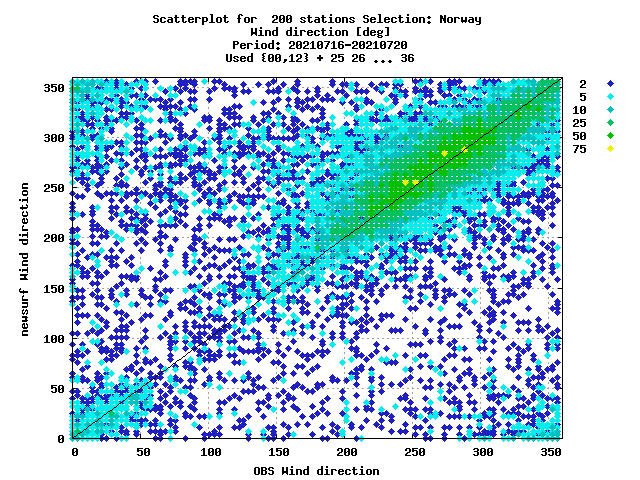 Scatterplot for  200 stations Selection: Norway
Wind direction [deg]
Period: 20210716-20210720
Used {00,12} + 25 26 ... 36
2
5
10
25
50
75
newsurf Wind direction
350
300
250
200
150
100
50
0
0 50 100 150 200 250 300 350
OBS Wind direction